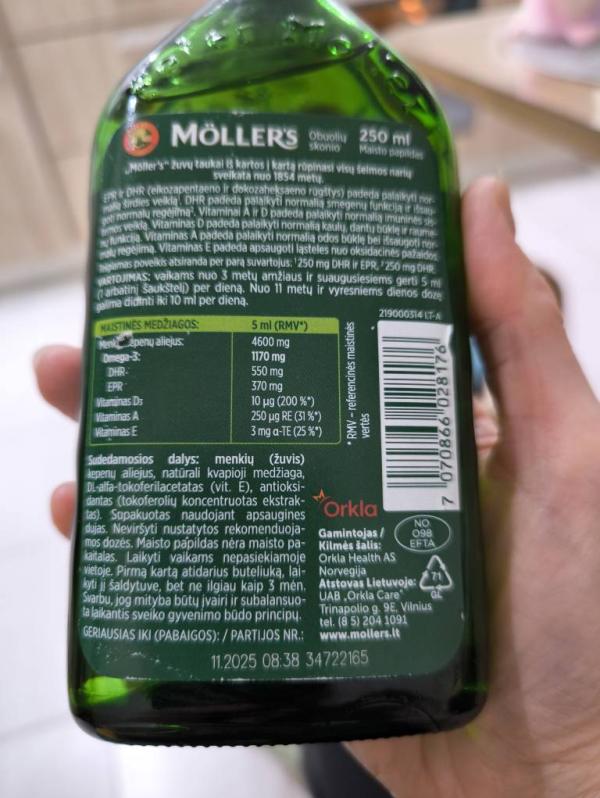 MÖLLER'S
Obuolių
skonio
250 ml
Maisto papildas
„Möller's“ žuvų taukai iš kartos į kartą rūpinasi visų šeimos narių
sveikata nuo 1854 metų.
EPR ir DHR (eikozapentaeno ir dokozaheksaeno rūgštys) padeda palaikyti nor-
malią širdies veiklą¹. DHR padeda palaikyti normalią smegenų funkciją ir išsau-
goti normalų regėjimą². Vitaminai A ir D padeda palaikyti normalią imuninės sis-
temos veiklą. Vitaminas D padeda palaikyti normalią kaulų, dantų būklę ir raume-
nų funkciją. Vitaminas A padeda palaikyti normalią odos būklę bei išsaugoti nor-
malų regėjimą. Vitaminas E padeda apsaugoti ląsteles nuo oksidacinės pažaidos.
Teigiamas poveikis atsiranda per parą suvartojus: ¹250 mg DHR ir EPR, ²250 mg DHR.
VARTOJIMAS: vaikams nuo 3 metų amžiaus ir suaugusiesiems gerti 5 ml
(1 arbatinį šaukštelį) per dieną. Nuo 11 metų ir vyresniems dienos dozę
galima didinti iki 10 ml per dieną.
219000314 LT-A
MAISTINĖS MEDŽIAGOS: 5 ml (RMV*)
Menkių kepenų aliejus: 4600 mg
Omega-3: 1170 mg
DHR 550 mg
EPR 370 mg
Vitaminas D₃ 10 µg (200 %*)
Vitaminas A 250 µg RE (31 %*)
Vitaminas E 3 mg α-TE (25 %*)
* RMV – referencinės maistinės
vertės
7 070866 028176
Sudedamosios dalys: menkių (žuvis)
kepenų aliejus, natūrali kvapioji medžiaga,
DL-alfa-tokoferilacetatas (vit. E), antioksi-
dantas (tokoferolių koncentruotas ekstrak-
tas). Supakuotas naudojant apsaugines
dujas. Neviršyti nustatytos rekomenduoja-
mos dozės. Maisto papildas nėra maisto pa-
kaitalas. Laikyti vaikams nepasiekiamoje
vietoje. Pirmą kartą atidarius buteliuką, lai-
kyti jį šaldytuve, bet ne ilgiau kaip 3 mėn.
Svarbu, jog mityba būtų įvairi ir subalansuo-
ta laikantis sveiko gyvenimo būdo principų.
GERIAUSIAS IKI (PABAIGOS): / PARTIJOS NR.:
Orkla
Gamintojas /
Kilmės šalis:
Orkla Health AS
Norvegija
Atstovas Lietuvoje:
UAB „Orkla Care“
Trinapolio g. 9E, Vilnius
tel. (8 5) 204 1091
www.mollers.lt
NO
098
EFTA
71
GL
11.2025 08:38 34722165